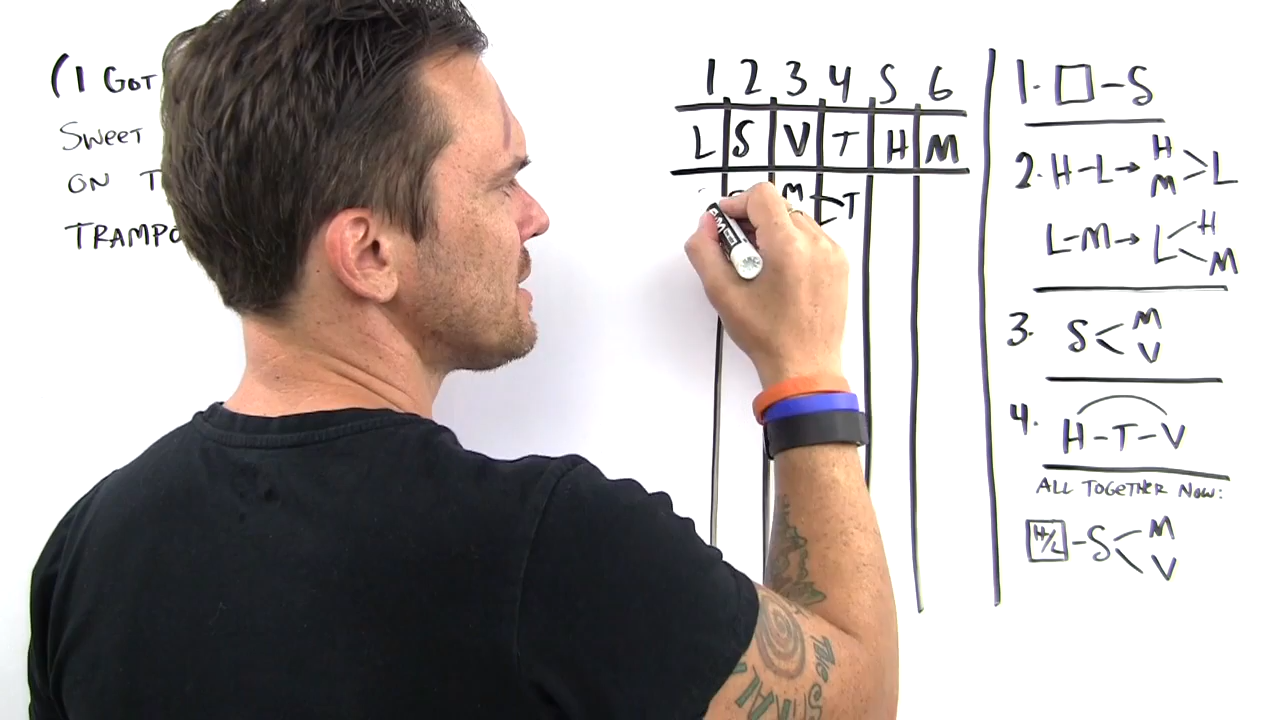 (I GOT
SWEET
ON
TRAMPO
1 2 3 4 5 6
L S V T H M
M T
1. □-S
2. H-L→ H M >L
L-M→ L< H M
3. S< M V
4. H-T-V
ALL TOGETHER NOW:
H/L -S< M V